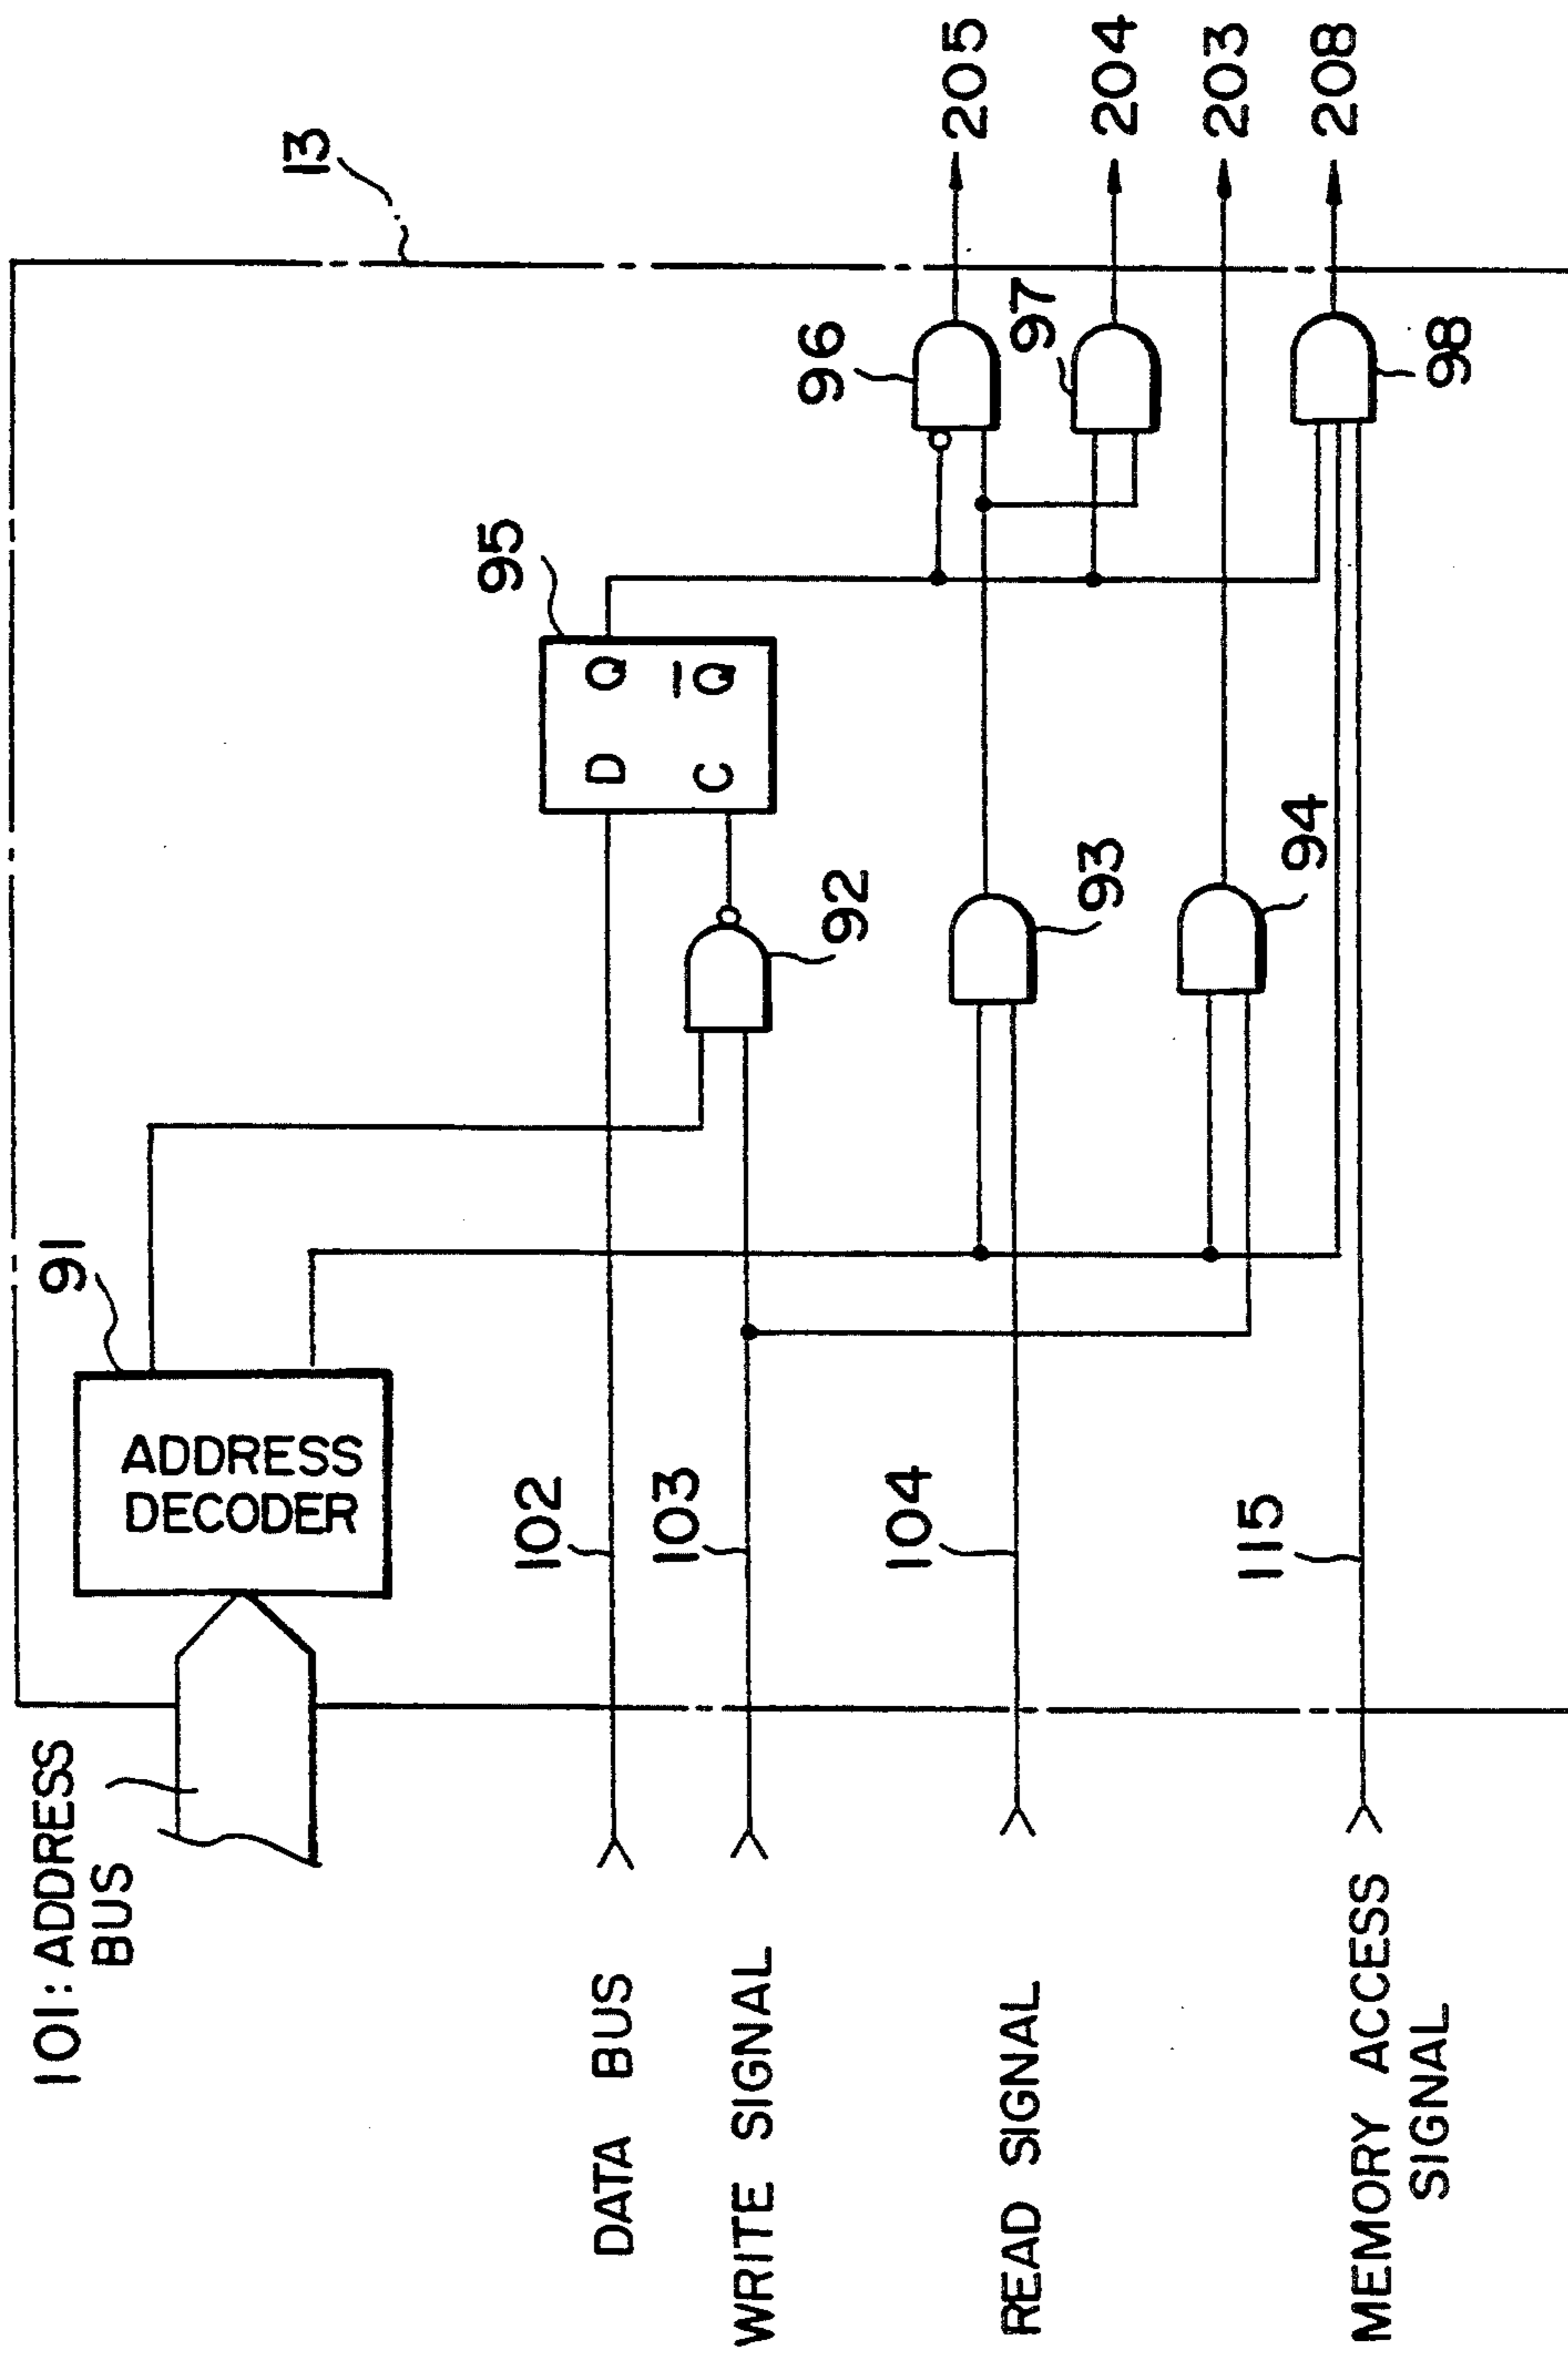 101: ADDRESS
BUS
91
ADDRESS
DECODER
13
DATA BUS
102
95
D Q
C Q̅
WRITE SIGNAL
103
92
96
205
READ SIGNAL
104
93
97
204
203
115
94
208
MEMORY ACCESS
SIGNAL
98